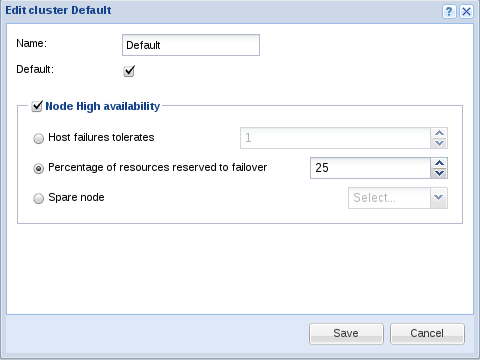 Edit cluster Default
Name: Default
Default:
Node High availability
Host failures tolerates 1
Percentage of resources reserved to failover 25
Spare node Select...
Save Cancel